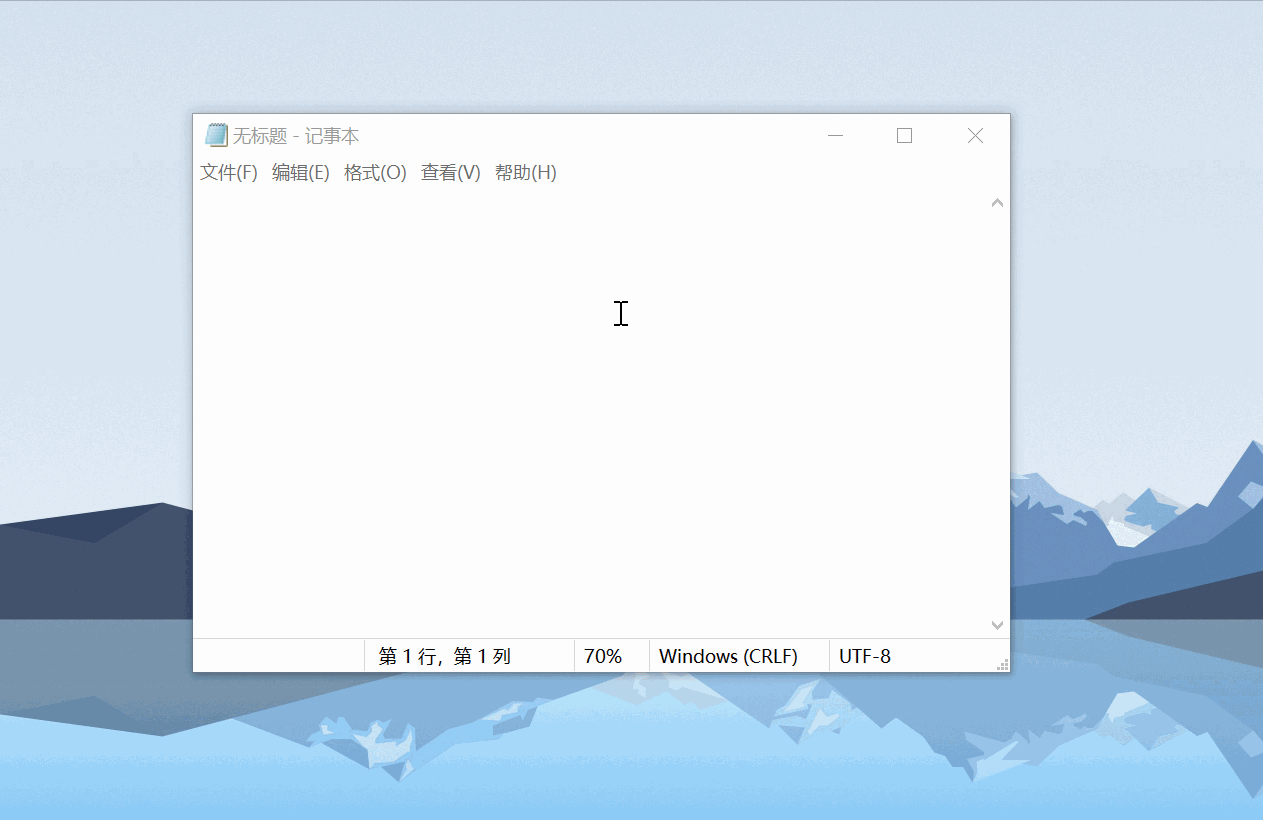 无标题 - 记事本
文件(F) 编辑(E) 格式(O) 查看(V) 帮助(H)
第 1 行，第 1 列 70% Windows (CRLF) UTF-8